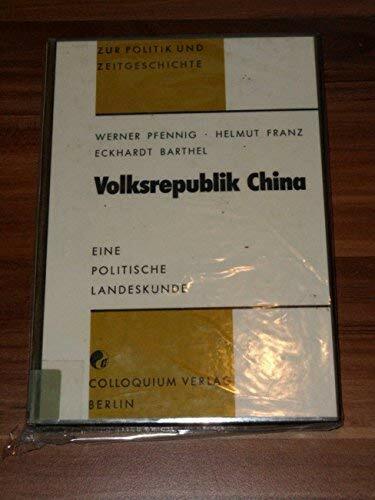 ZUR POLITIK UND
ZEITGESCHICHTE
WERNER PFENNIG · HELMUT FRANZ
ECKHARDT BARTHEL
Volksrepublik China
EINE
POLITISCHE
LANDESKUNDE
COLLOQUIUM VERLAG
BERLIN